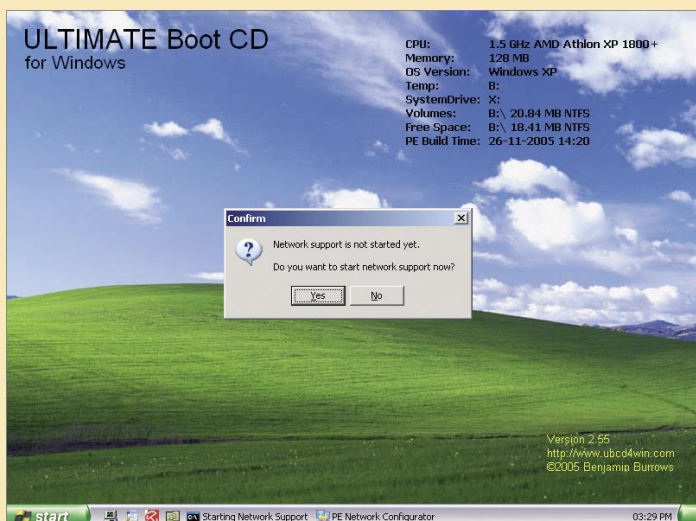 ULTIMATE Boot CD
for Windows
CPU: 1.5 GHz AMD Athlon XP 1800+
Memory: 128 MB
OS Version: Windows XP
Temp: B:
SystemDrive: X:
Volumes: B:\ 20.84 MB NTFS
Free Space: B:\ 18.41 MB NTFS
PE Build Time: 26-11-2005 14:20
Confirm
Network support is not started yet.
Do you want to start network support now?
Yes No
Version 2.55
http://www.ubcd4win.com
©2005 Benjamin Burrows
start Starting Network Support PE Network Configurator 03:29 PM